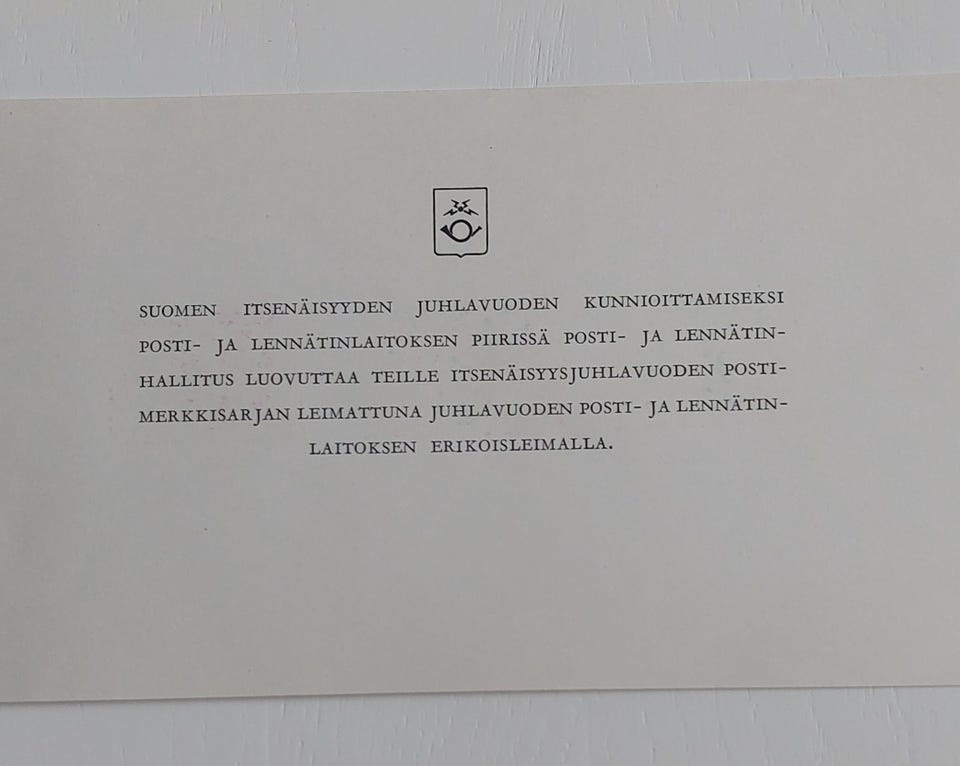 SUOMEN ITSENÄISYYDEN JUHLAVUODEN KUNNIOITTAMISEKSI
POSTI- JA LENNÄTINLAITOKSEN PIIRISSÄ POSTI- JA LENNÄTIN-
HALLITUS LUOVUTTAA TEILLE ITSENÄISYYSJUHLAVUODEN POSTI-
MERKKISARJAN LEIMATTUNA JUHLAVUODEN POSTI- JA LENNÄTIN-
LAITOKSEN ERIKOISLEIMALLA.